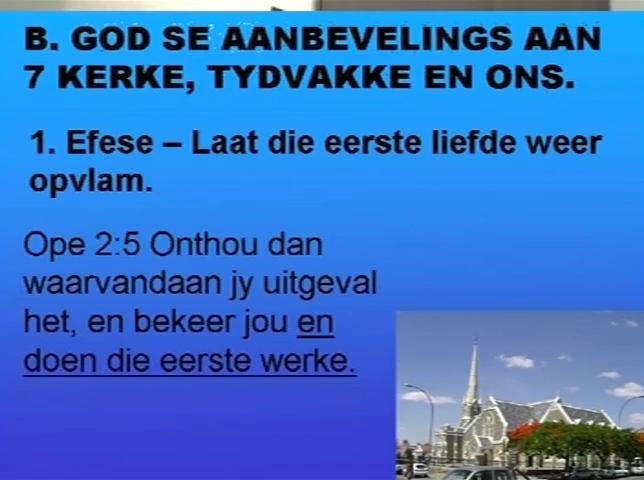 B. GOD SE AANBEVELINGS AAN
7 KERKE, TYDVAKKE EN ONS.
1. Efese – Laat die eerste liefde weer
opvlam.
Ope 2:5 Onthou dan
waarvandaan jy uitgeval
het, en bekeer jou en
doen die eerste werke.